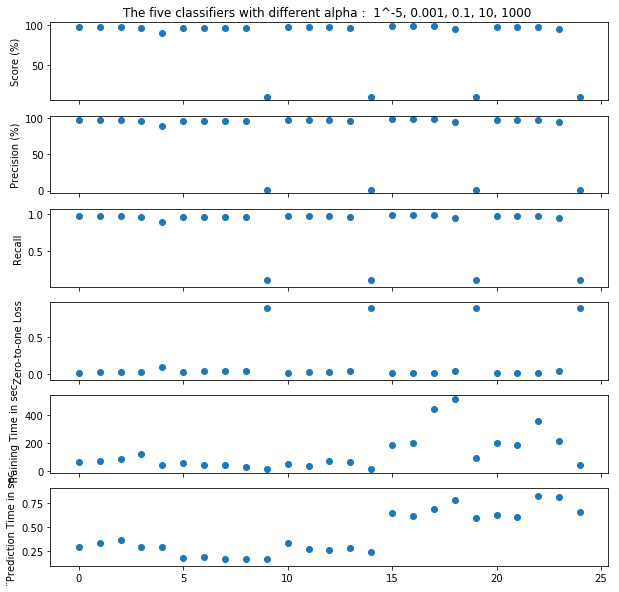 The five classifiers with different alpha :  1^-5, 0.001, 0.1, 10, 1000
100
50
Score (%)
100
50
0
Precision (%)
1.0
0.5
Recall
0.5
0.0
Zero-to-one Loss
400
200
0
Training Time in sec
0.75
0.50
0.25
Prediction Time in sec
0 5 10 15 20 25